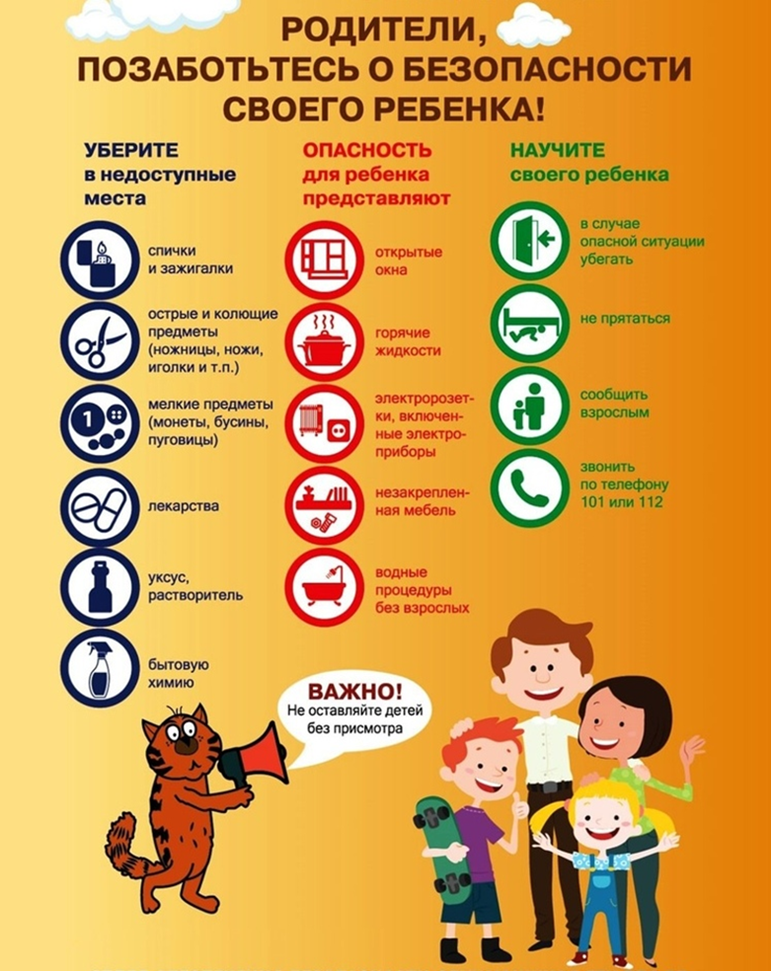 РОДИТЕЛИ,
ПОЗАБОТЬТЕСЬ О БЕЗОПАСНОСТИ
СВОЕГО РЕБЕНКА!
УБЕРИТЕ
в недоступные
места
спички
и зажигалки
острые и колющие
предметы
(ножницы, ножи,
иголки и т.п.)
1
мелкие предметы
(монеты, бусины,
пуговицы)
лекарства
уксус,
растворитель
бытовую
химию
ОПАСНОСТЬ
для ребенка
представляют
открытые
окна
горячие
жидкости
электророзет-
ки, включен-
ные электро-
приборы
незакреплен-
ная мебель
водные
процедуры
без взрослых
НАУЧИТЕ
своего ребенка
в случае
опасной ситуации
убегать
не прятаться
сообщить
взрослым
звонить
по телефону
101 или 112
ВАЖНО!
Не оставляйте детей
без присмотра